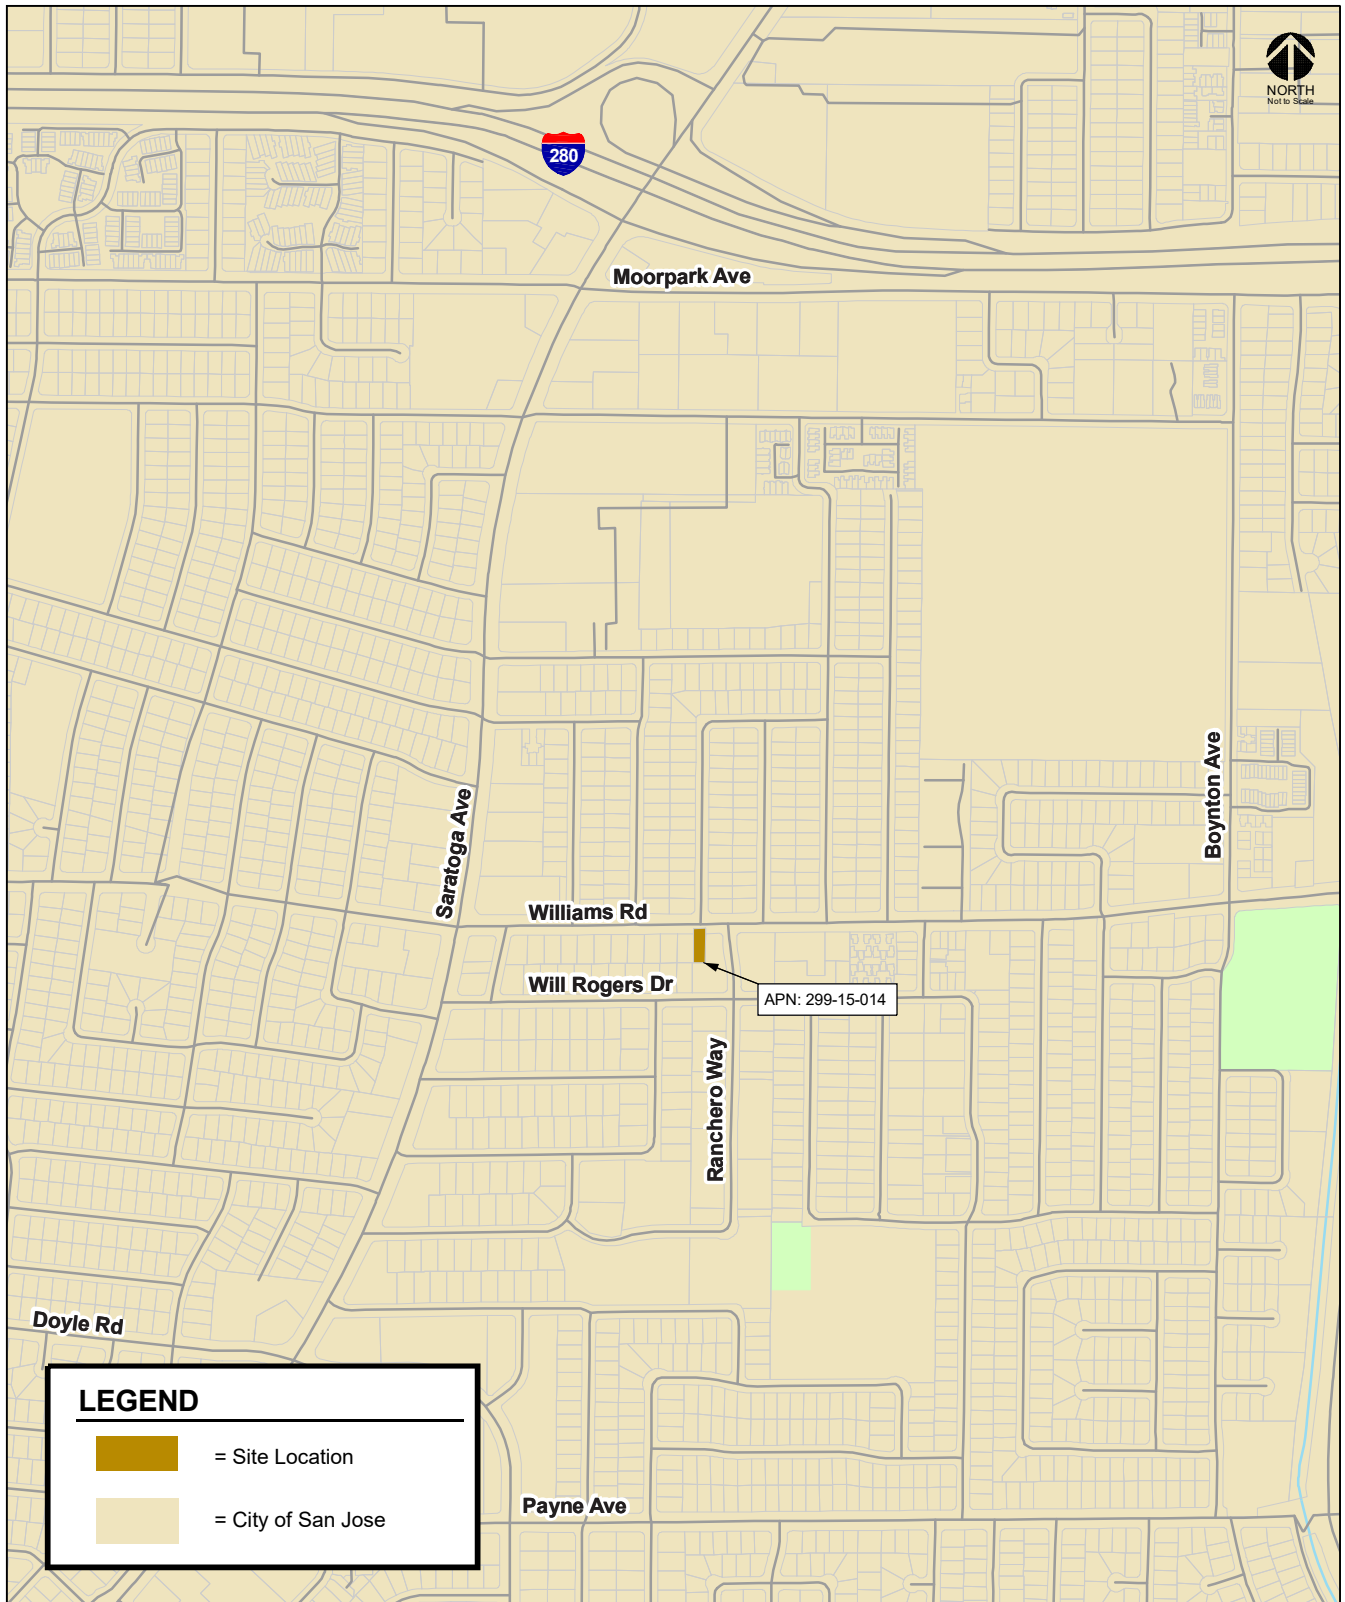 NORTH
Not to Scale
280
Moorpark Ave
Boynton Ave
Saratoga Ave
Williams Rd
Will Rogers Dr
APN: 299-15-014
Ranchero Way
Doyle Rd
LEGEND
= Site Location
= City of San Jose
Payne Ave